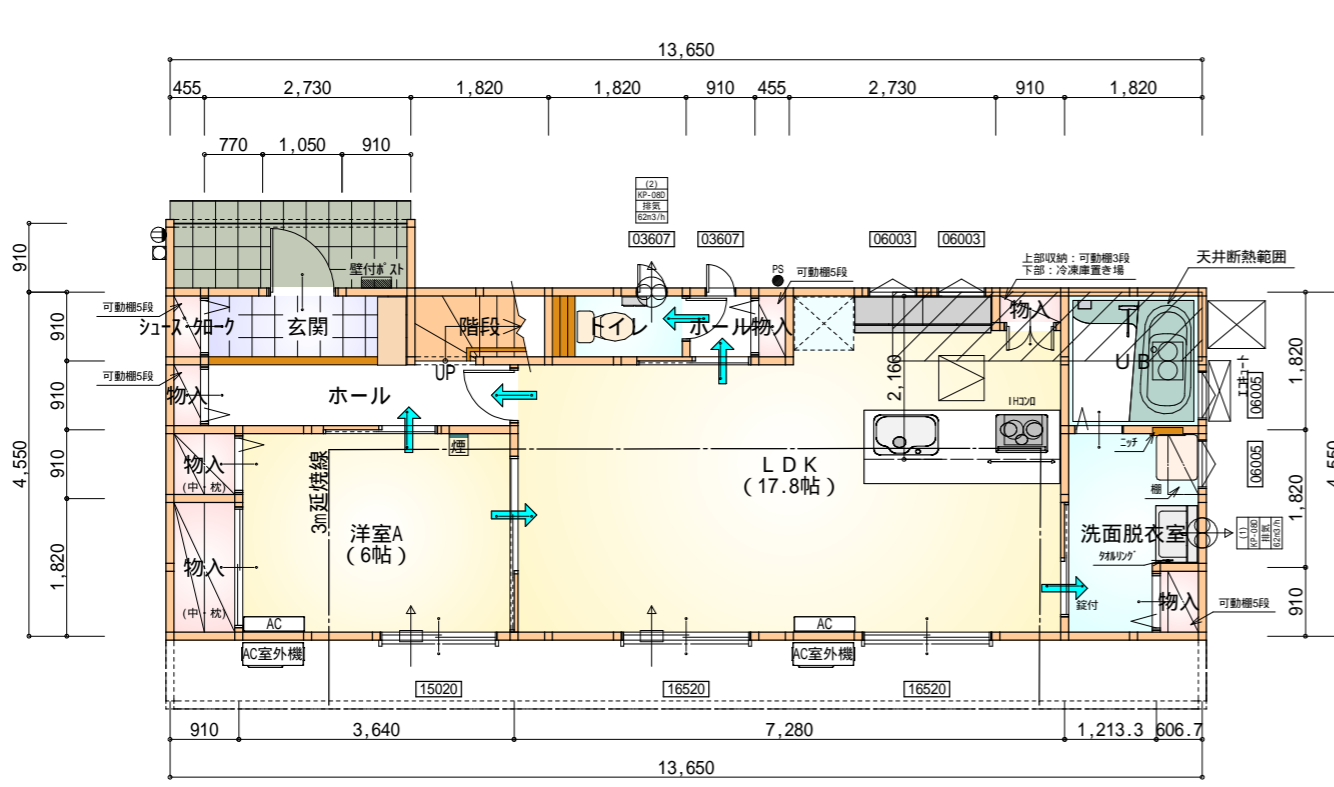 13,650
455
2,730
1,820
1,820
910
455
2,730
910
1,820
770
1,050
910
(2)
KP-08D
排気
62m3/h
03607
03607
06003
06003
PS
可動棚5段
上部収納：可動棚3段
下部：冷凍庫置き場
天井断熱範囲
壁付ポスト
可動棚5段
シューズクローク
玄関
階段
トイレ
ホール
物入
物入
UB
エコキュート
06005
06005
可動棚5段
物入
ホール
UP
2,160
IHコンロ
ニッチ
棚
物入
(中・枕)
煙
3m延焼線
LDK
(17.8帖)
洋室A
(6帖)
物入
(中・枕)
洗面脱衣室
タオルリング
(1)
KP-08D
排気
62m3/h
錠付
物入
可動棚5段
AC
AC
AC室外機
AC室外機
15020
16520
16520
910
910
910
910
1,820
4,550
1,820
1,820
910
4,550
910
3,640
7,280
1,213.3
606.7
13,650